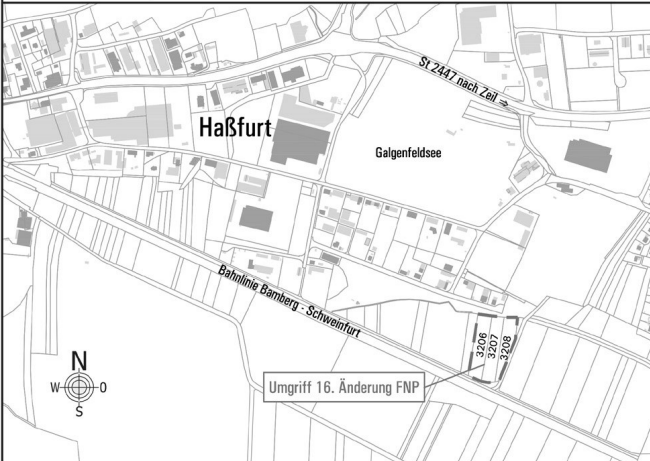 St 2447 nach Zeil ⇒
Haßfurt
Galgenfeldsee
Bahnlinie Bamberg - Schweinfurt
3206
3207
3208
Umgriff 16. Änderung FNP
N
W O
S